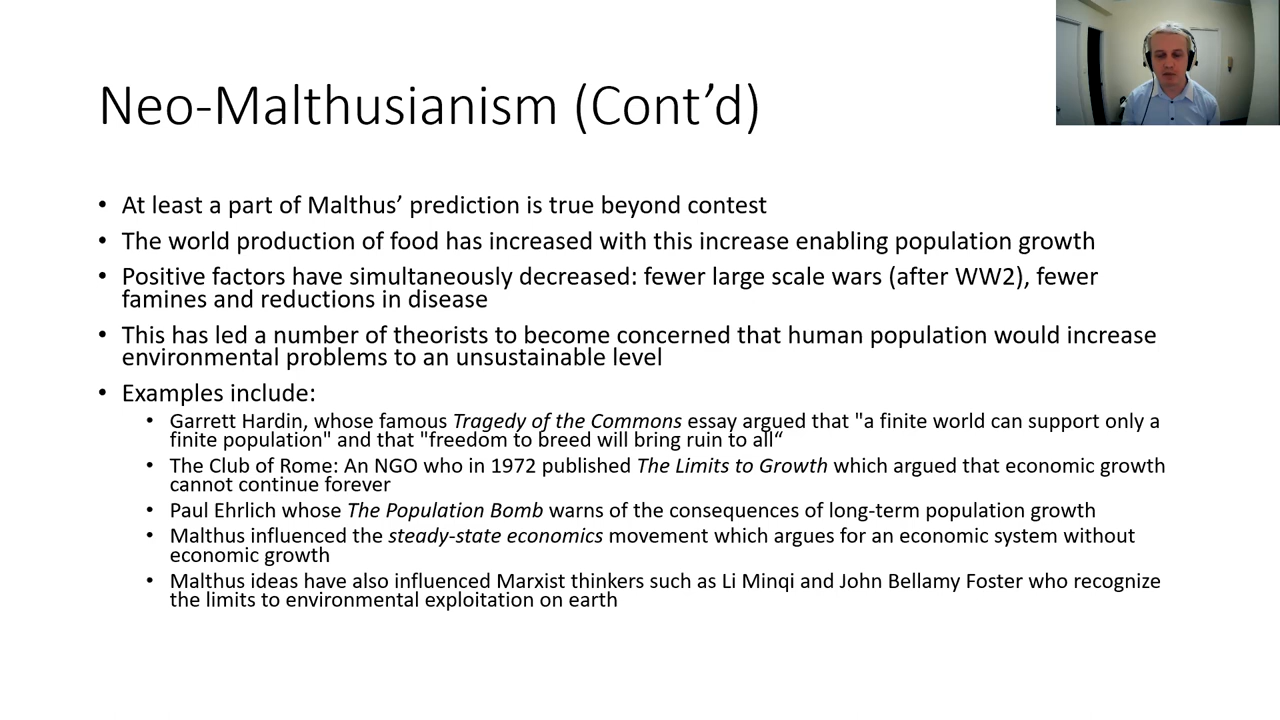 Neo-Malthusianism (Cont’d)
• At least a part of Malthus’ prediction is true beyond contest
• The world production of food has increased with this increase enabling population growth
• Positive factors have simultaneously decreased: fewer large scale wars (after WW2), fewer
famines and reductions in disease
• This has led a number of theorists to become concerned that human population would increase
environmental problems to an unsustainable level
• Examples include:
• Garrett Hardin, whose famous Tragedy of the Commons essay argued that "a finite world can support only a
finite population" and that "freedom to breed will bring ruin to all“
• The Club of Rome: An NGO who in 1972 published The Limits to Growth which argued that economic growth
cannot continue forever
• Paul Ehrlich whose The Population Bomb warns of the consequences of long-term population growth
• Malthus influenced the steady-state economics movement which argues for an economic system without
economic growth
• Malthus ideas have also influenced Marxist thinkers such as Li Minqi and John Bellamy Foster who recognize
the limits to environmental exploitation on earth